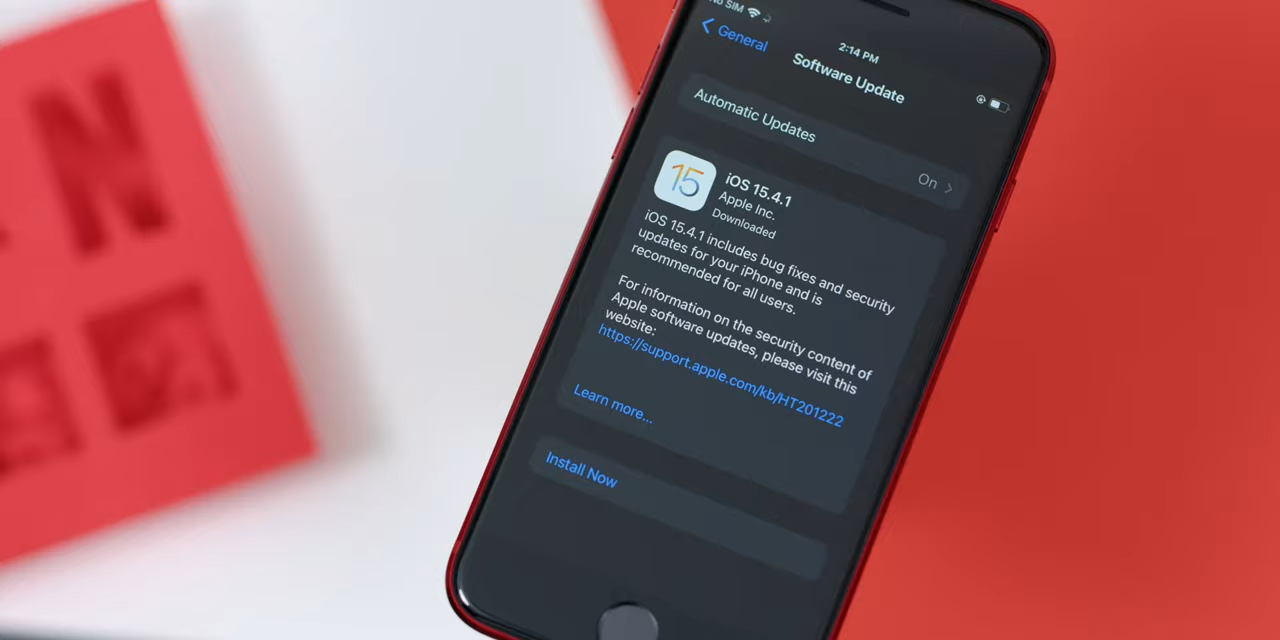 No SIM
2:14 PM
General
Software Update
Automatic Updates
On
15
iOS 15.4.1
Apple Inc.
Downloaded
iOS 15.4.1 includes bug fixes and security
updates for your iPhone and is
recommended for all users.
For information on the security content of
Apple software updates, please visit this
website:
https://support.apple.com/kb/HT201222
Learn more...
Install Now
N